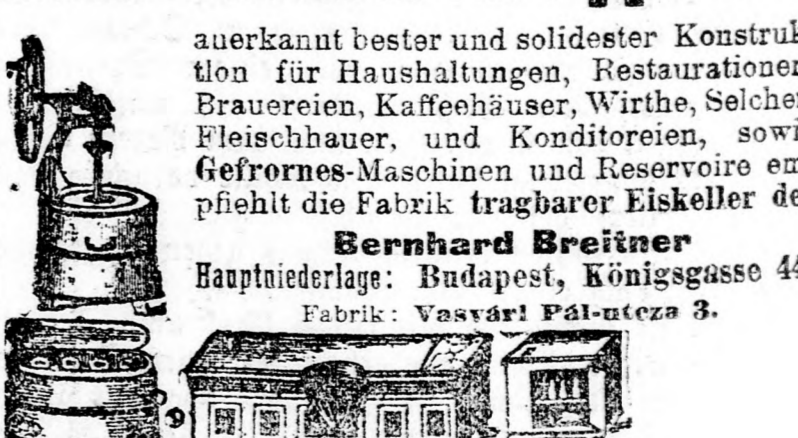 auerkannt bester und solidester Konstruk
tion für Haushaltungen, Restaurationen
Brauereien, Kaffeehäuser, Wirthe, Selcher
Fleischhauer, und Konditoreien, sowi
Gefrornes-Maschinen und Reservoire em
pfiehlt die Fabrik tragbarer Eiskeller de
Bernhard Breitner
Hauptniederlage: Budapest, Königsgasse 44
Fabrik: Vasvári Pál-utcza 3.